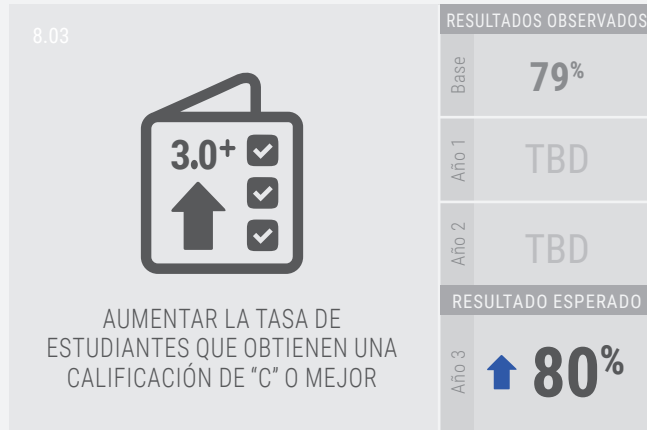 8.03
3.0+
AUMENTAR LA TASA DE
ESTUDIANTES QUE OBTIENEN UNA
CALIFICACIÓN DE "C" O MEJOR
RESULTADOS OBSERVADOS
Base
79%
Año 1
TBD
Año 2
TBD
RESULTADO ESPERADO
Año 3
80%